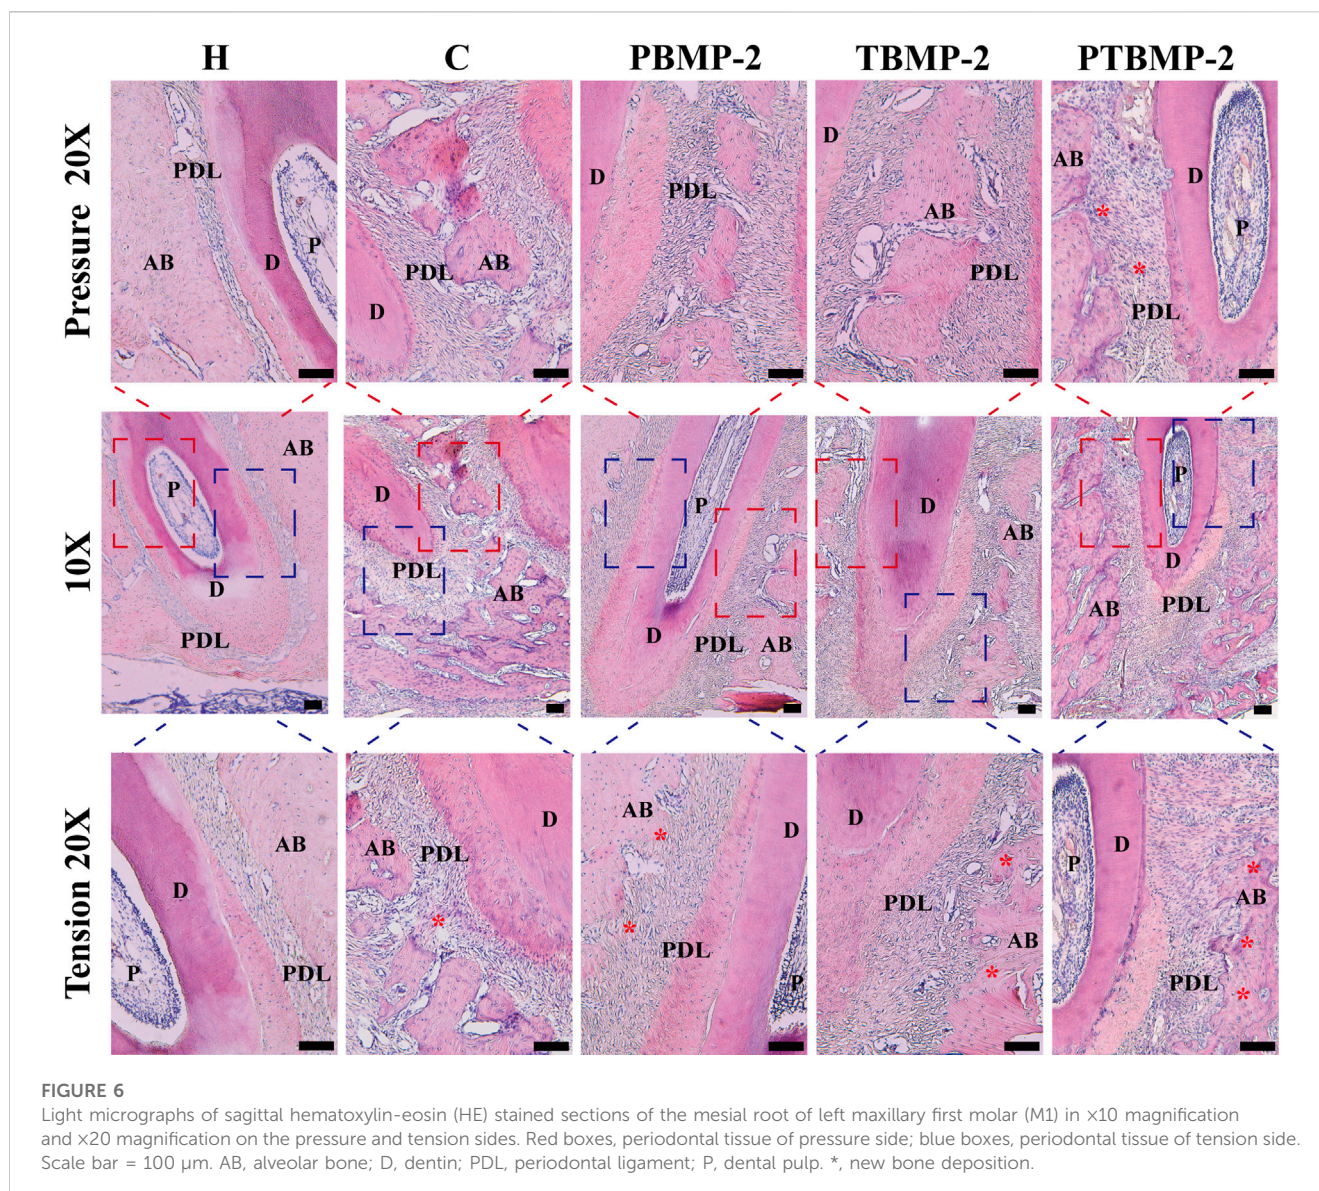 H C PBMP-2 TBMP-2 PTBMP-2
Pressure 20X
PDL AB D P
PDL AB D
D PDL
D AB PDL
AB * D P * PDL
10X
P AB D PDL
D PDL AB
P D PDL AB
D AB
P D AB PDL
Tension 20X
AB D P PDL
D AB PDL *
AB * D * PDL P
D * PDL AB *
P D * AB * PDL *
FIGURE 6
Light micrographs of sagittal hematoxylin-eosin (HE) stained sections of the mesial root of left maxillary first molar (M1) in ×10 magnification
and ×20 magnification on the pressure and tension sides. Red boxes, periodontal tissue of pressure side; blue boxes, periodontal tissue of tension side.
Scale bar = 100 µm. AB, alveolar bone; D, dentin; PDL, periodontal ligament; P, dental pulp. *, new bone deposition.